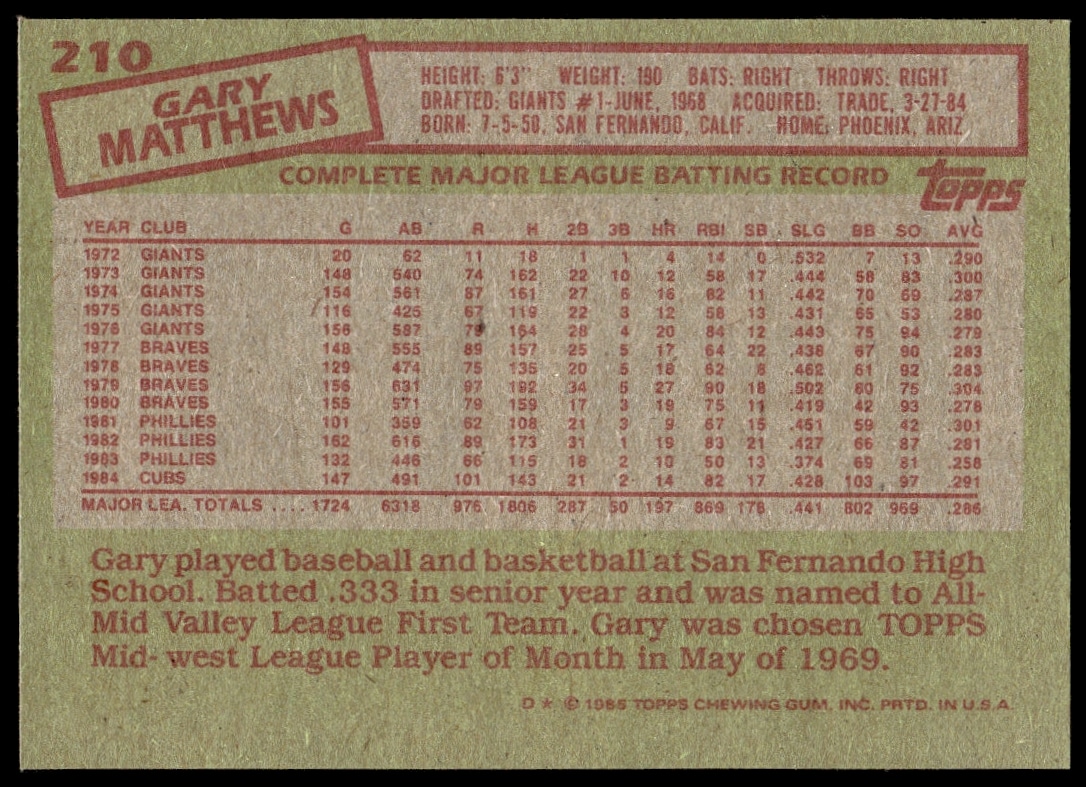 210
GARY
MATTHEWS
HEIGHT: 6'3" WEIGHT: 190 BATS: RIGHT THROWS: RIGHT
DRAFTED: GIANTS #1-JUNE, 1968 ACQUIRED: TRADE, 3-27-84
BORN: 7-5-50, SAN FERNANDO, CALIF. HOME: PHOENIX, ARIZ.
COMPLETE MAJOR LEAGUE BATTING RECORD
topps
YEAR CLUB G AB R H 2B 3B HR RBI SB SLG BB SO AVG
1972 GIANTS 20 62 11 18 1 1 4 14 0 .532 7 13 .290
1973 GIANTS 148 540 74 162 22 10 12 58 17 .444 58 83 .300
1974 GIANTS 154 561 87 161 27 6 16 82 11 .442 70 69 .287
1975 GIANTS 116 425 67 119 22 3 12 58 13 .431 65 53 .280
1976 GIANTS 156 587 79 164 28 4 20 84 12 .443 75 94 .279
1977 BRAVES 148 555 89 157 25 5 17 64 22 .438 67 90 .283
1978 BRAVES 129 474 75 135 20 5 18 62 8 .462 61 92 .283
1979 BRAVES 156 631 97 192 34 5 27 90 18 .502 60 75 .304
1980 BRAVES 155 571 79 159 17 3 19 75 11 .419 42 93 .278
1981 PHILLIES 101 359 62 108 21 3 9 67 15 .451 59 42 .301
1982 PHILLIES 162 616 89 173 31 1 19 83 21 .427 66 87 .281
1983 PHILLIES 132 446 66 115 18 2 10 50 13 .374 69 81 .258
1984 CUBS 147 491 101 143 21 2 14 82 17 .428 103 97 .291
MAJOR LEA. TOTALS .... 1724 6318 976 1806 287 50 197 869 178 .441 802 969 .286
Gary played baseball and basketball at San Fernando High
School. Batted .333 in senior year and was named to All-
Mid Valley League First Team. Gary was chosen TOPPS
Mid-west League Player of Month in May of 1969.
D * © 1985 TOPPS CHEWING GUM, INC. PRTD. IN U.S.A.